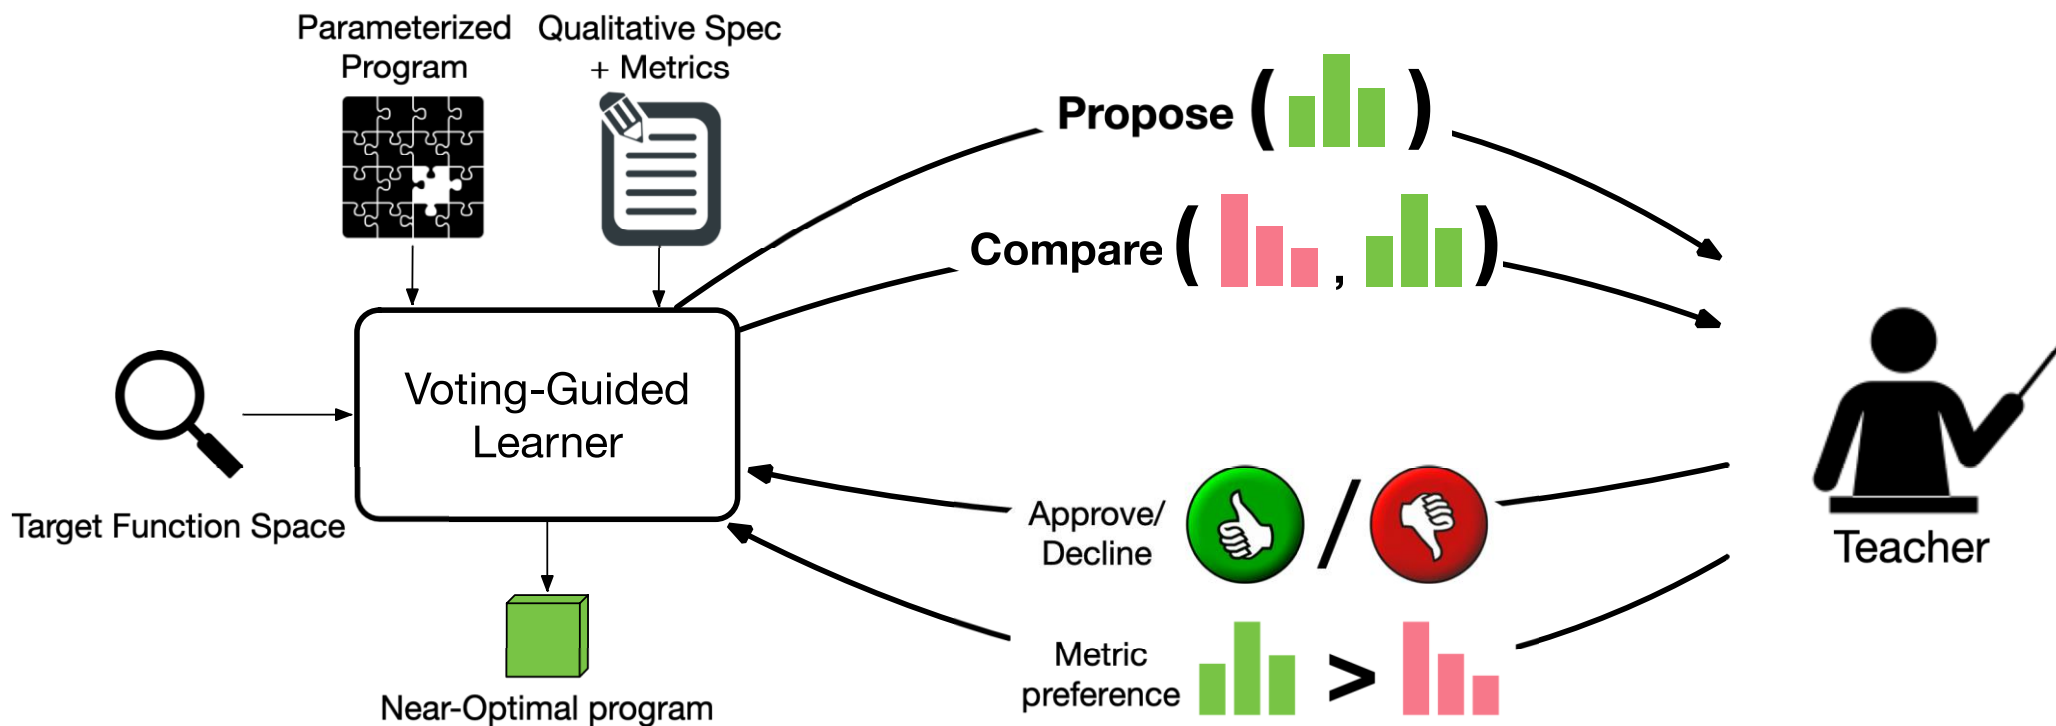 Parameterized
Program
Qualitative Spec
+ Metrics
Propose ( )
Compare ( , )
Voting-Guided
Learner
Target Function Space
Approve/
Decline
/
Teacher
Metric
preference
>
Near-Optimal program